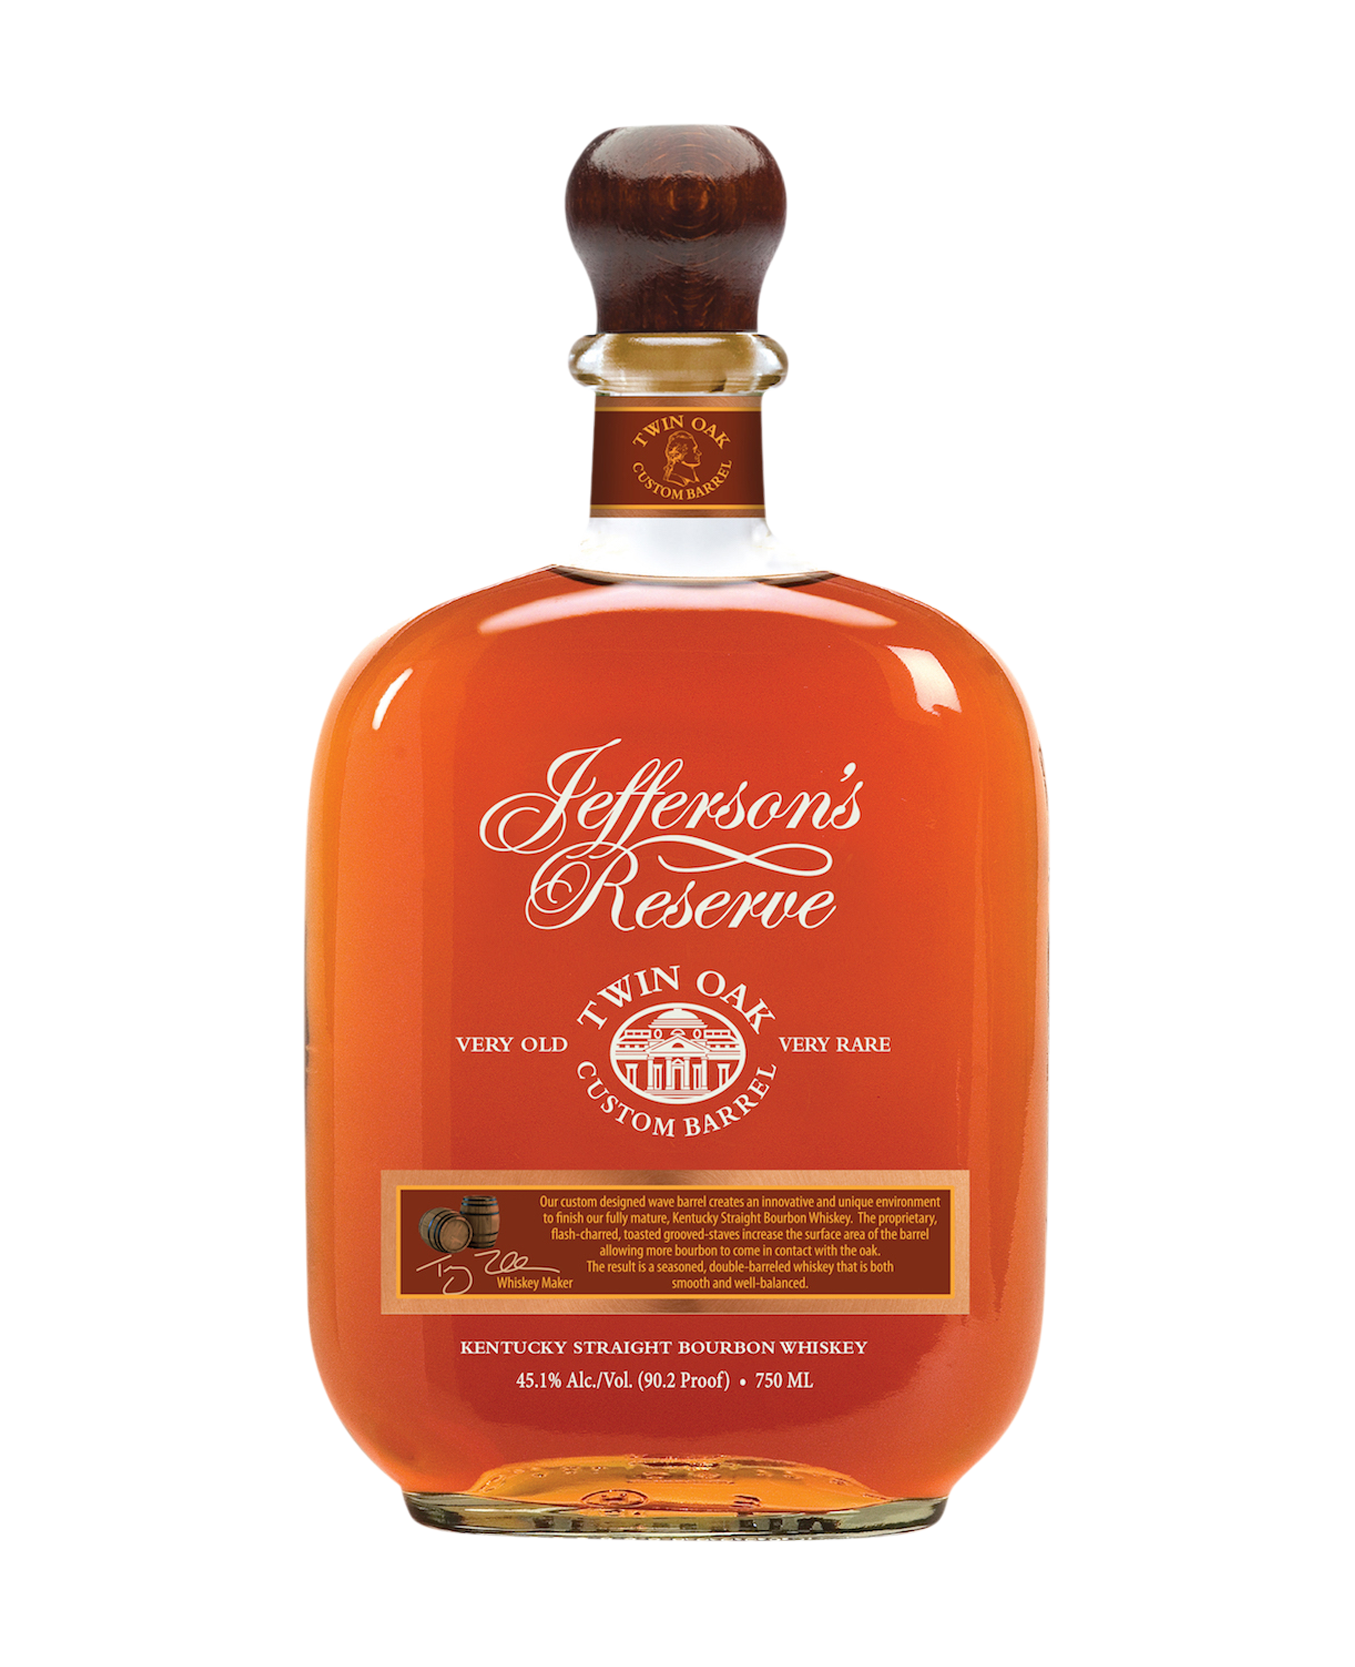 TWIN OAK
CUSTOM BARREL
Jefferson's
Reserve
TWIN OAK
VERY OLD
VERY RARE
CUSTOM BARREL
Our custom designed wave barrel creates an innovative and unique environment
to finish our fully mature, Kentucky Straight Bourbon Whiskey. The proprietary,
flash-charred, toasted grooved-staves increase the surface area of the barrel
allowing more bourbon to come in contact with the oak.
The result is a seasoned, double-barreled whiskey that is both
smooth and well-balanced.
Whiskey Maker
KENTUCKY STRAIGHT BOURBON WHISKEY
45.1% Alc./Vol. (90.2 Proof) • 750 ML